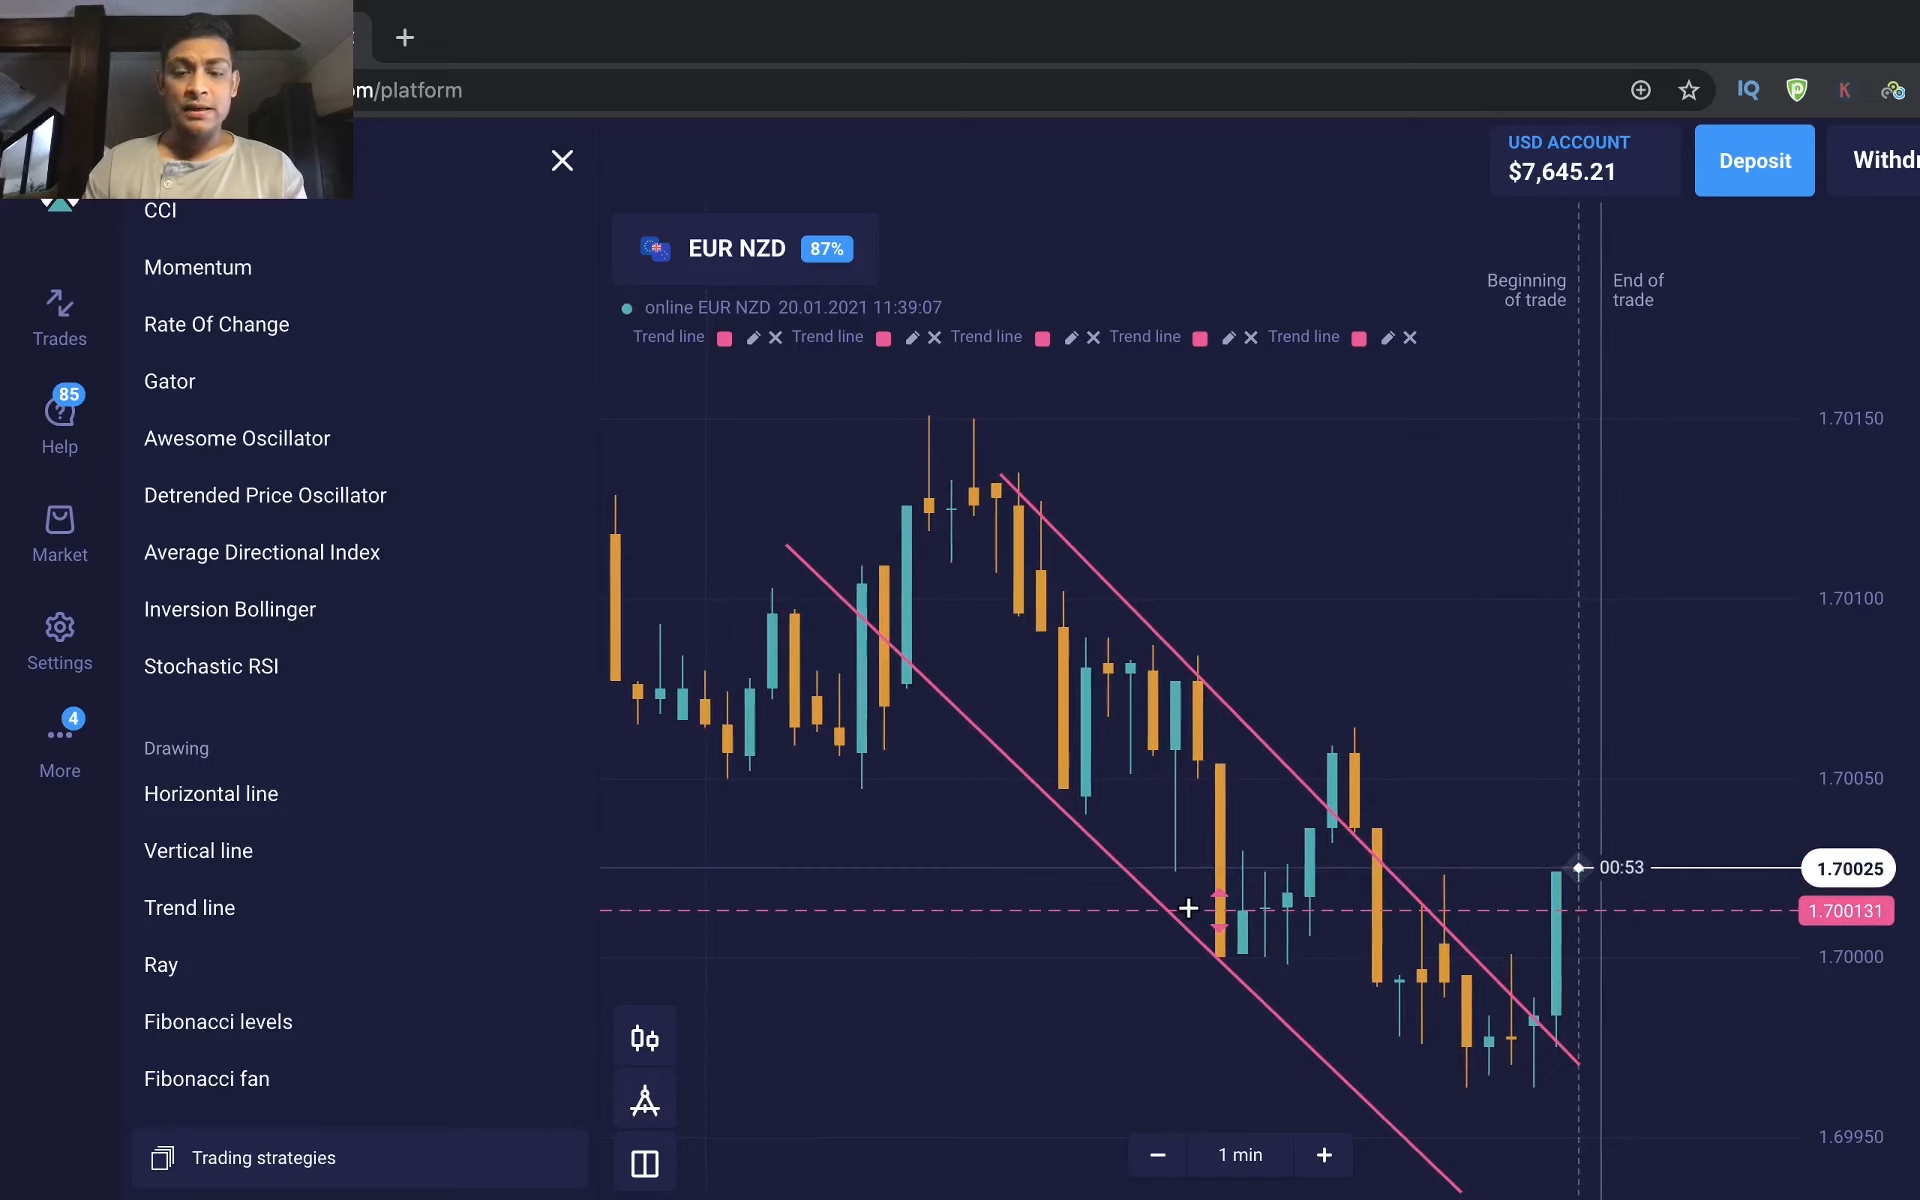 om/platform
IQ
K
USD ACCOUNT
$7,645.21
Deposit
Withdr
CCI
EUR NZD 87%
Momentum
Beginning of trade
End of trade
Trades
online EUR NZD 20.01.2021 11:39:07
Rate Of Change
Trend line Trend line Trend line Trend line Trend line
Gator
85
Help
1.70150
Awesome Oscillator
Detrended Price Oscillator
Market
Average Directional Index
1.70100
Inversion Bollinger
Settings
Stochastic RSI
4
More
Drawing
1.70050
Horizontal line
Vertical line
00:53
1.70025
Trend line
1.700131
Ray
1.70000
Fibonacci levels
Fibonacci fan
1.69950
Trading strategies
− 1 min +